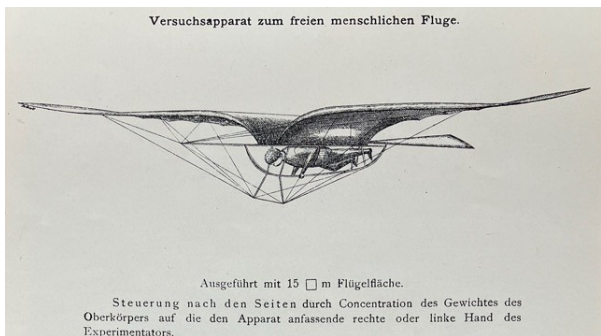 Versuchsapparat zum freien menschlichen Fluge.
Ausgeführt mit 15 □ m Flügelfläche.
Steuerung nach den Seiten durch Concentration des Gewichtes des
Oberkörpers auf die den Apparat anfassende rechte oder linke Hand des
Experimentators.